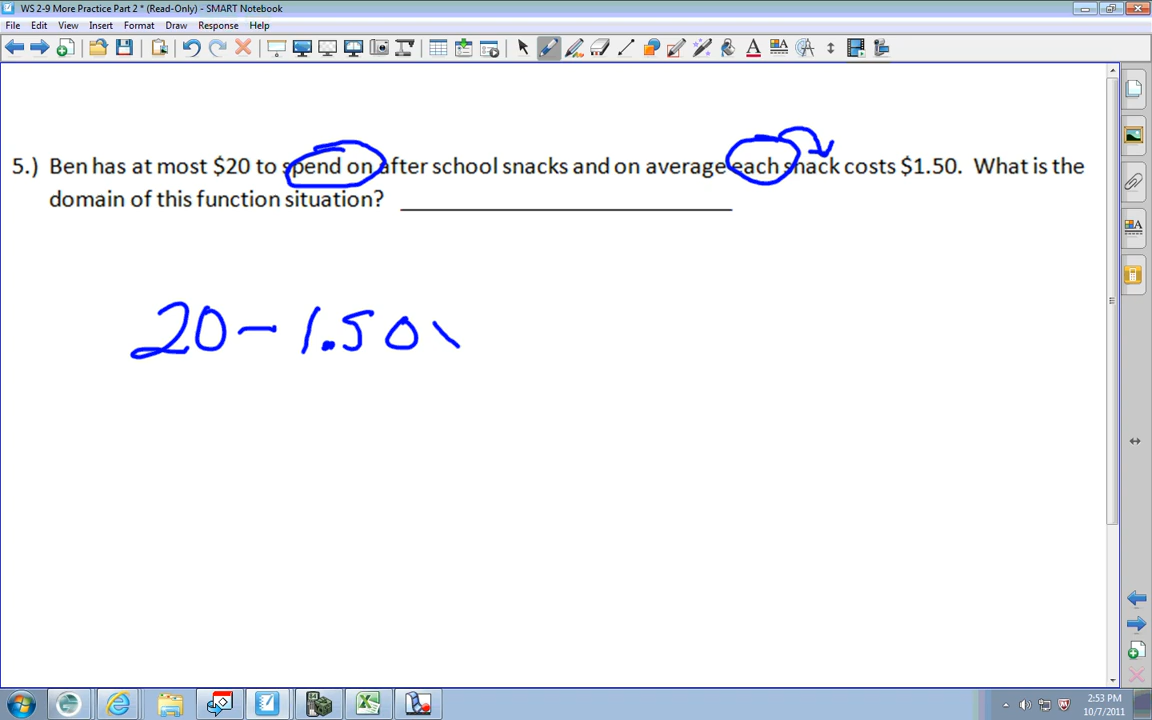 WS 2-9 More Practice Part 2 * (Read-Only) - SMART Notebook
File Edit View Insert Format Draw Response Help
5.) Ben has at most $20 to spend on after school snacks and on average each snack costs $1.50. What is the
domain of this function situation? ____________________
20 - 1.50
2:53 PM
10/7/2011